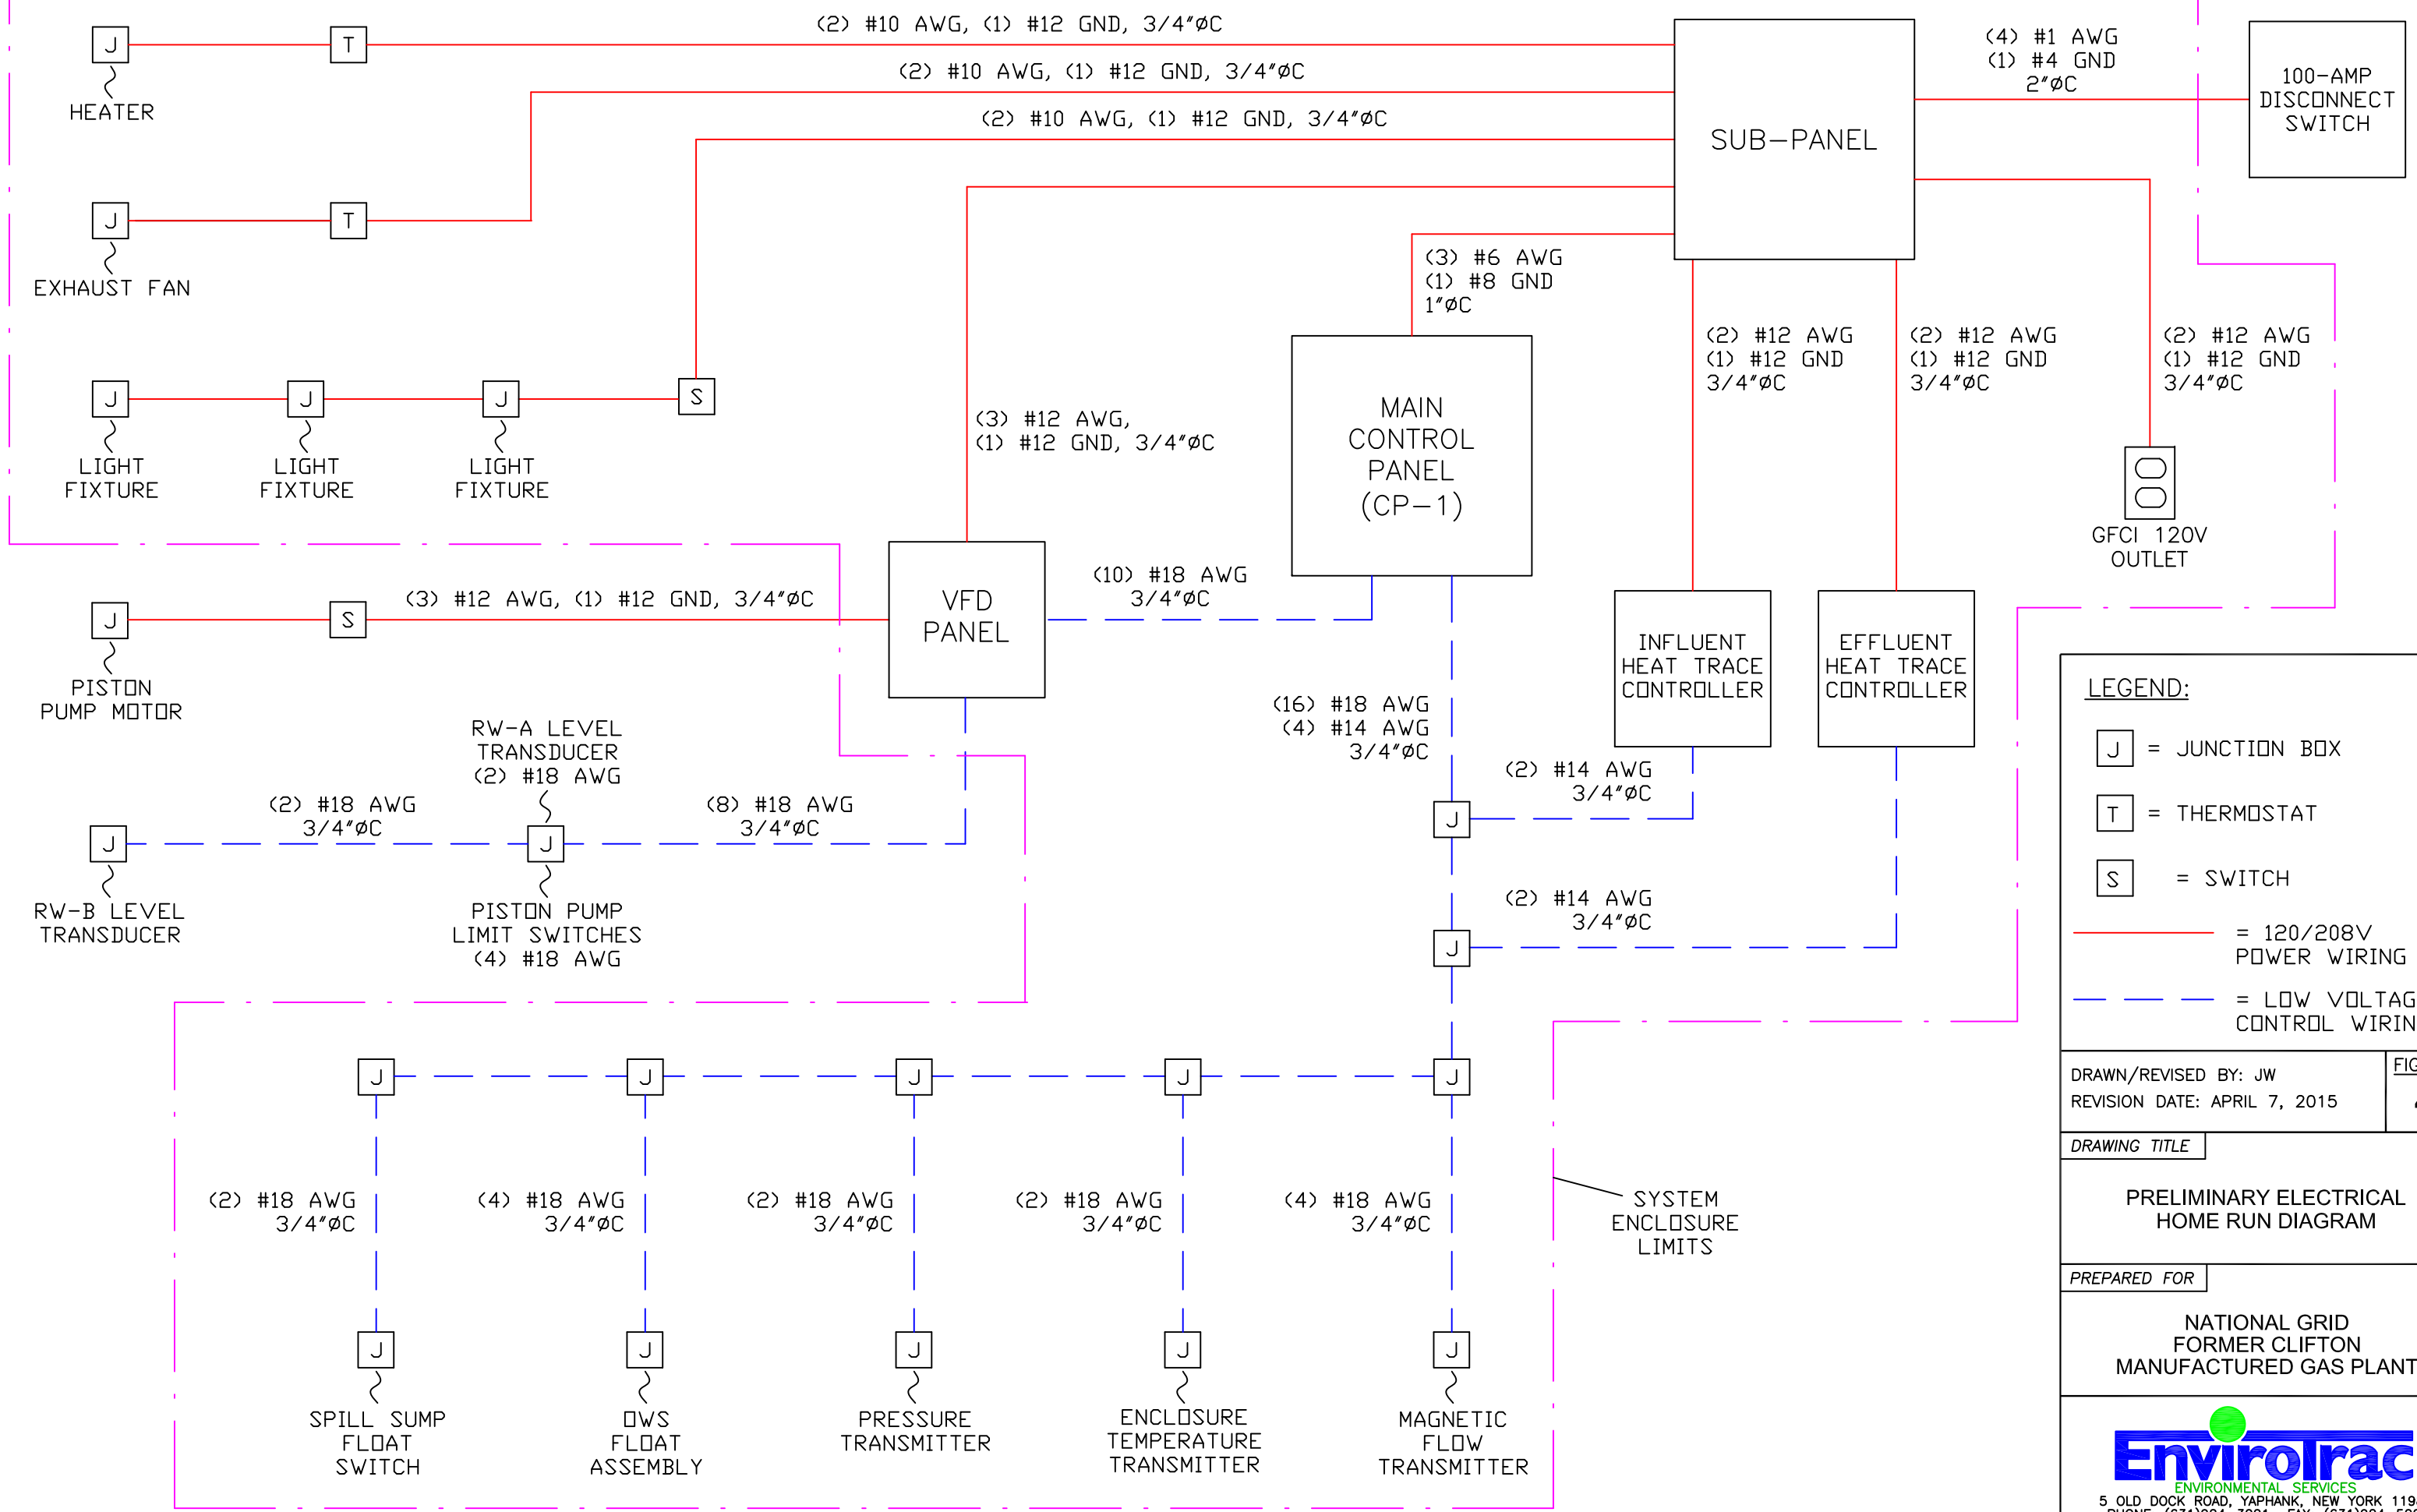 (2) #10 AWG, (1) #12 GND, 3/4"øC
(2) #10 AWG, (1) #12 GND, 3/4"øC
(2) #10 AWG, (1) #12 GND, 3/4"øC
J
T
HEATER
J
T
EXHAUST FAN
SUB-PANEL
(4) #1 AWG
(1) #4 GND
2"øC
100-AMP
DISCONNECT
SWITCH
(3) #6 AWG
(1) #8 GND
1"øC
(2) #12 AWG
(1) #12 GND
3/4"øC
(2) #12 AWG
(1) #12 GND
3/4"øC
(2) #12 AWG
(1) #12 GND
3/4"øC
J
J
J
S
LIGHT
FIXTURE
LIGHT
FIXTURE
LIGHT
FIXTURE
(3) #12 AWG,
(1) #12 GND, 3/4"øC
MAIN
CONTROL
PANEL
(CP-1)
GFCI 120V
OUTLET
J
S
(3) #12 AWG, (1) #12 GND, 3/4"øC
PISTON
PUMP MOTOR
VFD
PANEL
(10) #18 AWG
3/4"øC
INFLUENT
HEAT TRACE
CONTROLLER
EFFLUENT
HEAT TRACE
CONTROLLER
(16) #18 AWG
(4) #14 AWG
3/4"øC
RW-A LEVEL
TRANSDUCER
(2) #18 AWG
(2) #18 AWG
3/4"øC
(8) #18 AWG
3/4"øC
J
J
RW-B LEVEL
TRANSDUCER
PISTON PUMP
LIMIT SWITCHES
(4) #18 AWG
(2) #14 AWG
3/4"øC
J
(2) #14 AWG
3/4"øC
J
J
J
J
J
J
(2) #18 AWG
3/4"øC
(4) #18 AWG
3/4"øC
(2) #18 AWG
3/4"øC
(2) #18 AWG
3/4"øC
(4) #18 AWG
3/4"øC
J
J
J
J
J
SPILL SUMP
FLOAT
SWITCH
OWS
FLOAT
ASSEMBLY
PRESSURE
TRANSMITTER
ENCLOSURE
TEMPERATURE
TRANSMITTER
MAGNETIC
FLOW
TRANSMITTER
SYSTEM
ENCLOSURE
LIMITS
LEGEND:
J = JUNCTION BOX
T = THERMOSTAT
S = SWITCH
= 120/208V
POWER WIRING
= LOW VOLTAG
CONTROL WIRIN
DRAWN/REVISED BY: JW
REVISION DATE: APRIL 7, 2015
FIG
DRAWING TITLE
PRELIMINARY ELECTRICAL
HOME RUN DIAGRAM
PREPARED FOR
NATIONAL GRID
FORMER CLIFTON
MANUFACTURED GAS PLANT
EnviroTrac
ENVIRONMENTAL SERVICES
5 OLD DOCK ROAD, YAPHANK, NEW YORK